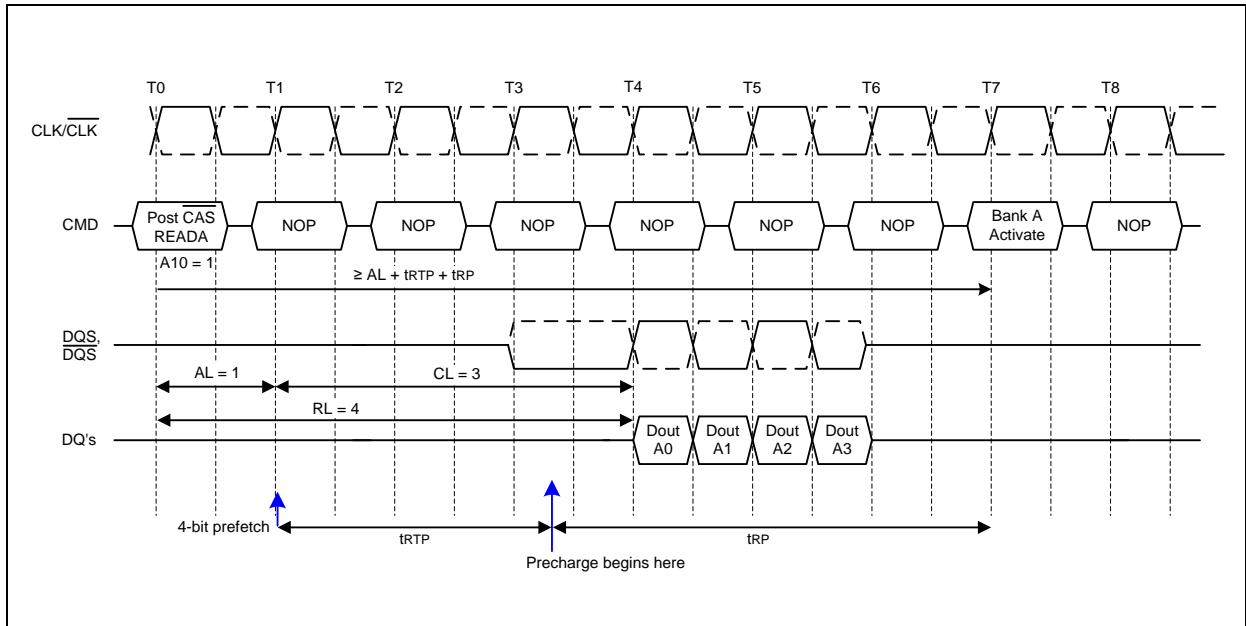 T0 T1 T2 T3 T4 T5 T6 T7 T8
CLK/CLK
CMD
Post CAS
READA
NOP NOP NOP NOP NOP NOP
Bank A
Activate
NOP
A10 = 1
≥ AL + tRTP + tRP
DQS,
DQS
AL = 1
CL = 3
RL = 4
DQ's
Dout
A0
Dout
A1
Dout
A2
Dout
A3
4-bit prefetch
tRTP
tRP
Precharge begins here